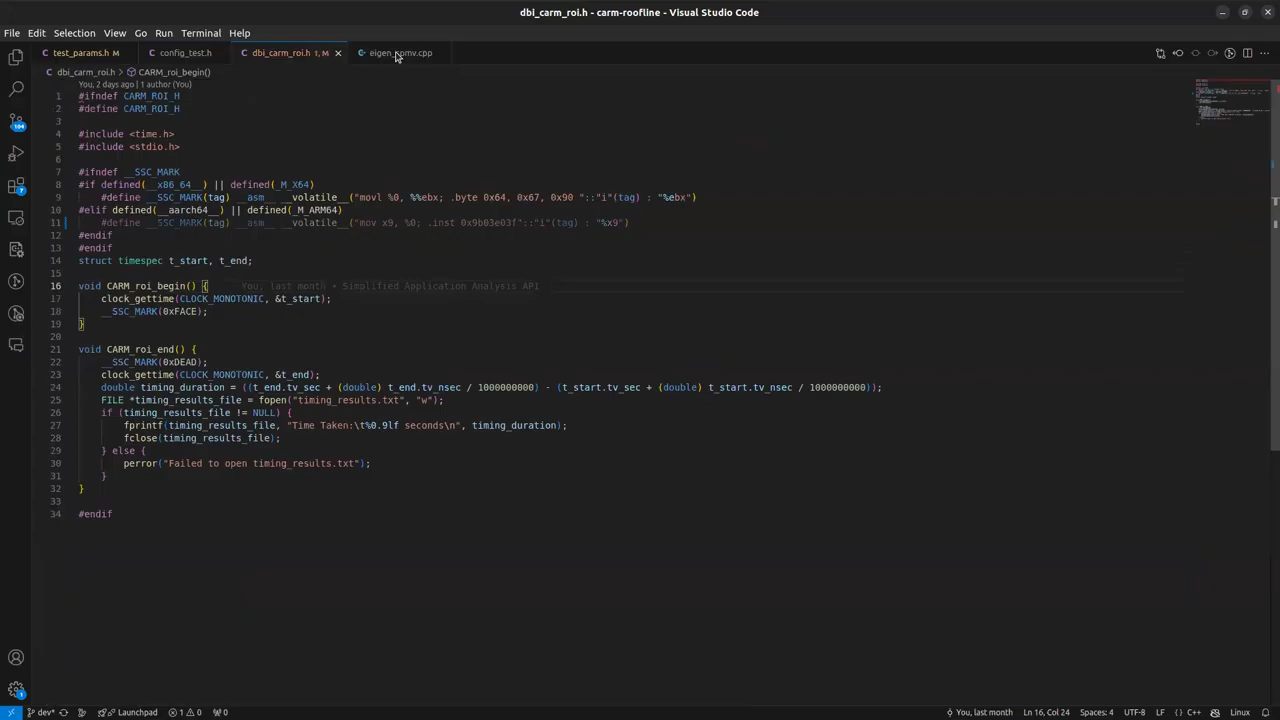 dbi_carm_roi.h - carm-roofline - Visual Studio Code
File Edit Selection View Go Run Terminal Help
C test_params.h M C config_test.h C dbi_carm_roi.h 1, M eigen_spmv.cpp
C dbi_carm_roi.h > CARM_roi_begin()
You, 2 days ago | 1 author (You)
1 #ifndef CARM_ROI_H
2 #define CARM_ROI_H
3
4 #include <time.h>
5 #include <stdio.h>
6
7 #ifndef __SSC_MARK
8 #if defined(__x86_64__) || defined(_M_X64)
9 #define __SSC_MARK(tag) __asm__ __volatile__("movl %0, %%ebx; .byte 0x64, 0x67, 0x90 "::"i"(tag) : "%ebx")
10 #elif defined(__aarch64__) || defined(_M_ARM64)
11 #define __SSC_MARK(tag) __asm__ __volatile__("mov x9, %0; .inst 0x9b03e03f"::"i"(tag) : "%x9")
12 #endif
13 #endif
14 struct timespec t_start, t_end;
15
16 void CARM_roi_begin() { You, last month • Simplified Application Analysis API
17 clock_gettime(CLOCK_MONOTONIC, &t_start);
18 __SSC_MARK(0xFACE);
19 }
20
21 void CARM_roi_end() {
22 __SSC_MARK(0xDEAD);
23 clock_gettime(CLOCK_MONOTONIC, &t_end);
24 double timing_duration = ((t_end.tv_sec + (double) t_end.tv_nsec / 1000000000) - (t_start.tv_sec + (double) t_start.tv_nsec / 1000000000));
25 FILE *timing_results_file = fopen("timing_results.txt", "w");
26 if (timing_results_file != NULL) {
27 fprintf(timing_results_file, "Time Taken:\t%0.9lf seconds\n", timing_duration);
28 fclose(timing_results_file);
29 } else {
30 perror("Failed to open timing_results.txt");
31 }
32 }
33
34 #endif
104
7
1
dev* Launchpad 1 0 0 You, last month Ln 16, Col 24 Spaces: 4 UTF-8 LF {} C++ Linux